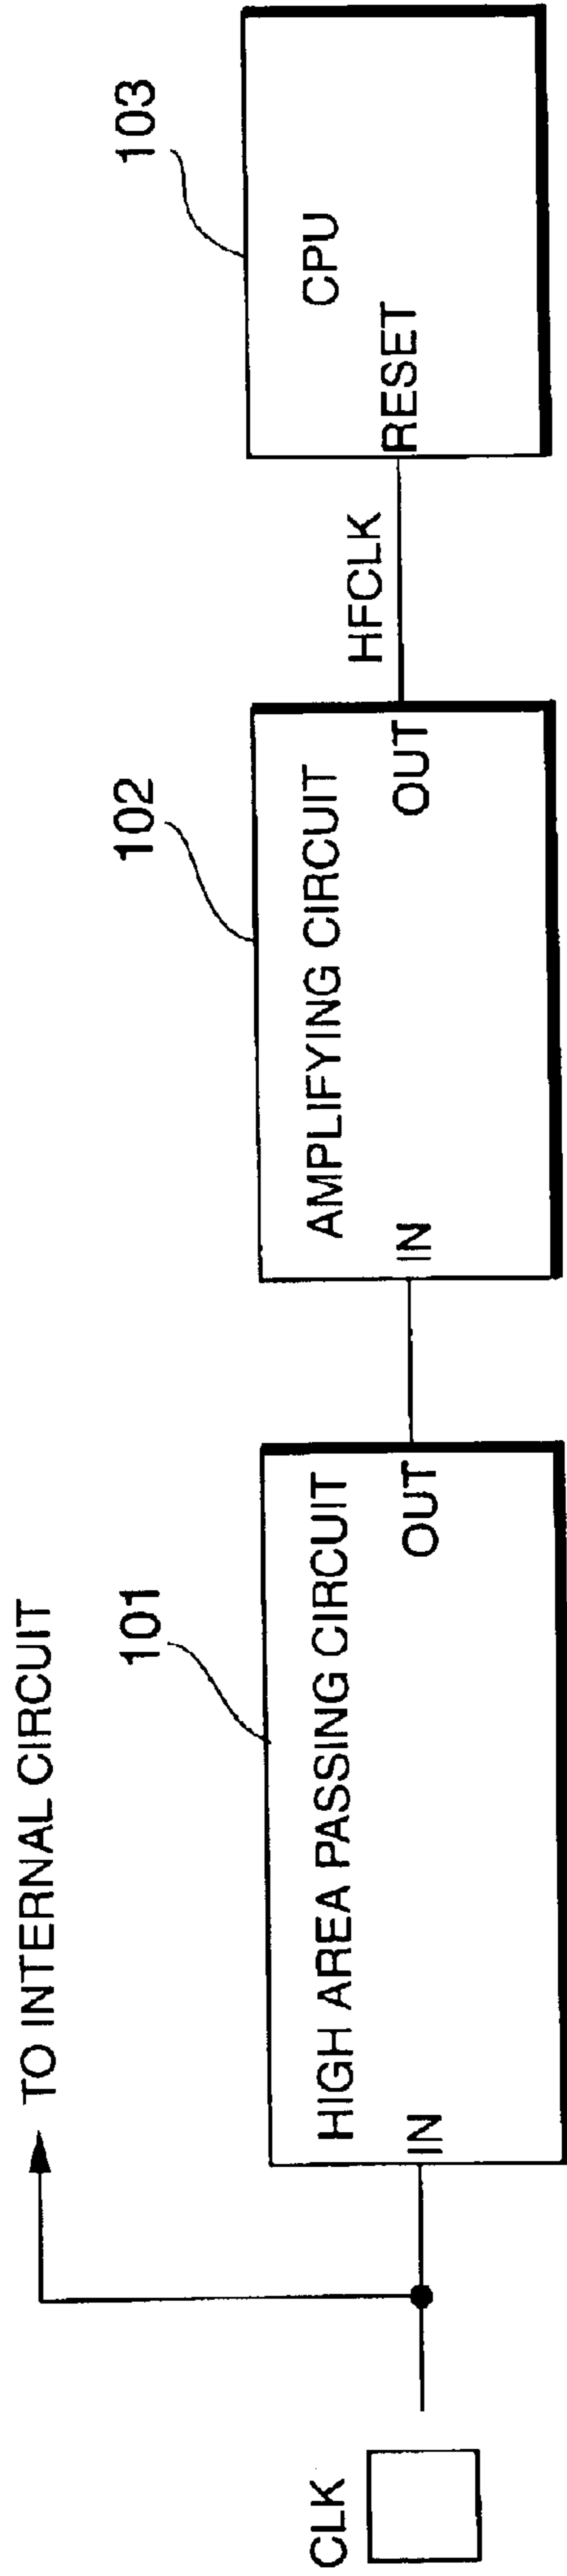 TO INTERNAL CIRCUIT
CLK
101
HIGH AREA PASSING CIRCUIT
IN
OUT
102
AMPLIFYING CIRCUIT
IN
OUT
HFCLK
103
CPU
RESET